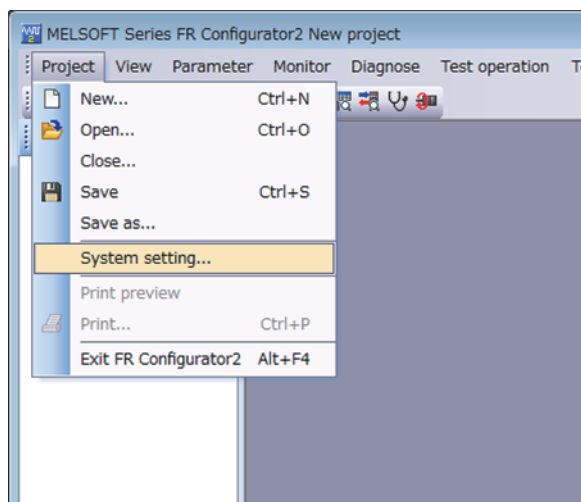 MELSOFT Series FR Configurator2 New project
Project View Parameter Monitor Diagnose Test operation
New... Ctrl+N
Open... Ctrl+O
Close...
Save Ctrl+S
Save as...
System setting...
Print preview
Print... Ctrl+P
Exit FR Configurator2 Alt+F4